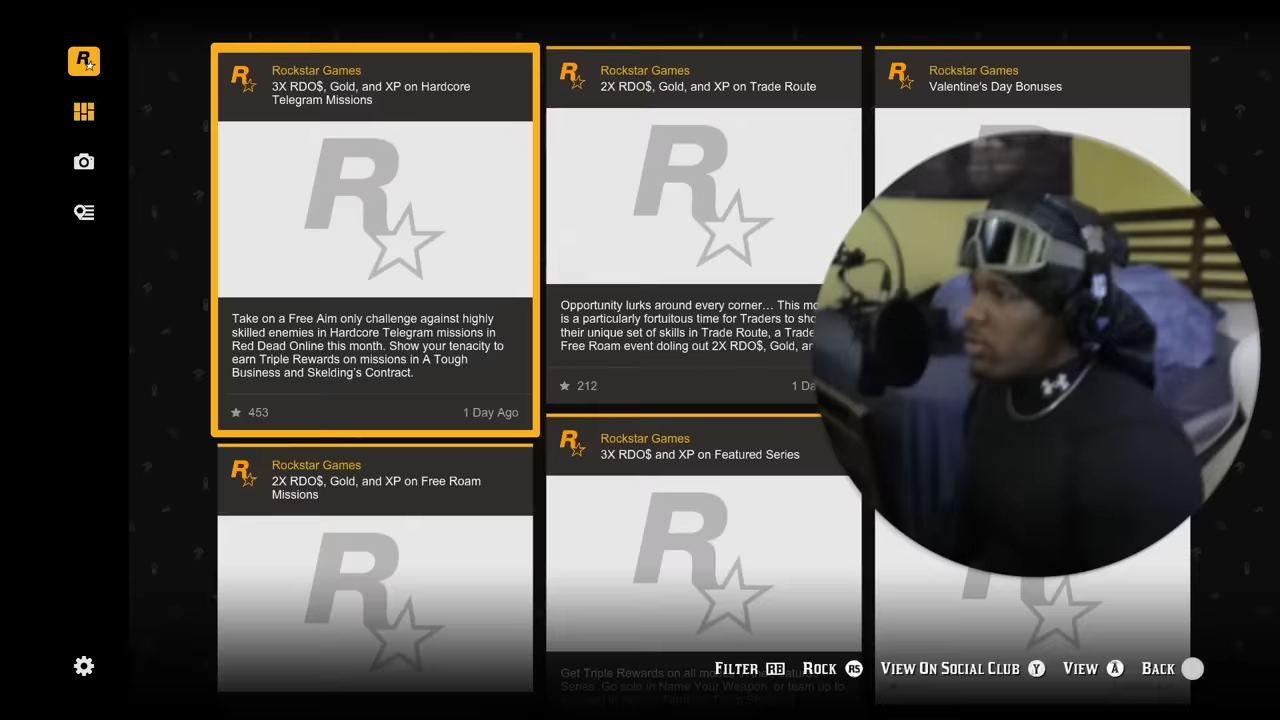 Rockstar Games
3X RDO$, Gold, and XP on Hardcore
Telegram Missions
Take on a Free Aim only challenge against highly
skilled enemies in Hardcore Telegram missions in
Red Dead Online this month. Show your tenacity to
earn Triple Rewards on missions in A Tough
Business and Skelding's Contract.
453
1 Day Ago
Rockstar Games
2X RDO$, Gold, and XP on Trade Route
Opportunity lurks around every corner… This mo
is a particularly fortuitous time for Traders to sho
their unique set of skills in Trade Route, a Trade
Free Roam event doling out 2X RDO$, Gold, an
212
1 Da
Rockstar Games
Valentine's Day Bonuses
Rockstar Games
2X RDO$, Gold, and XP on Free Roam
Missions
Rockstar Games
3X RDO$ and XP on Featured Series
Get Triple Rewards on all
Series. Go solo in Name Your Weapon, or team up to
FILTER RB ROCK RS VIEW ON SOCIAL CLUB Y VIEW A BACK